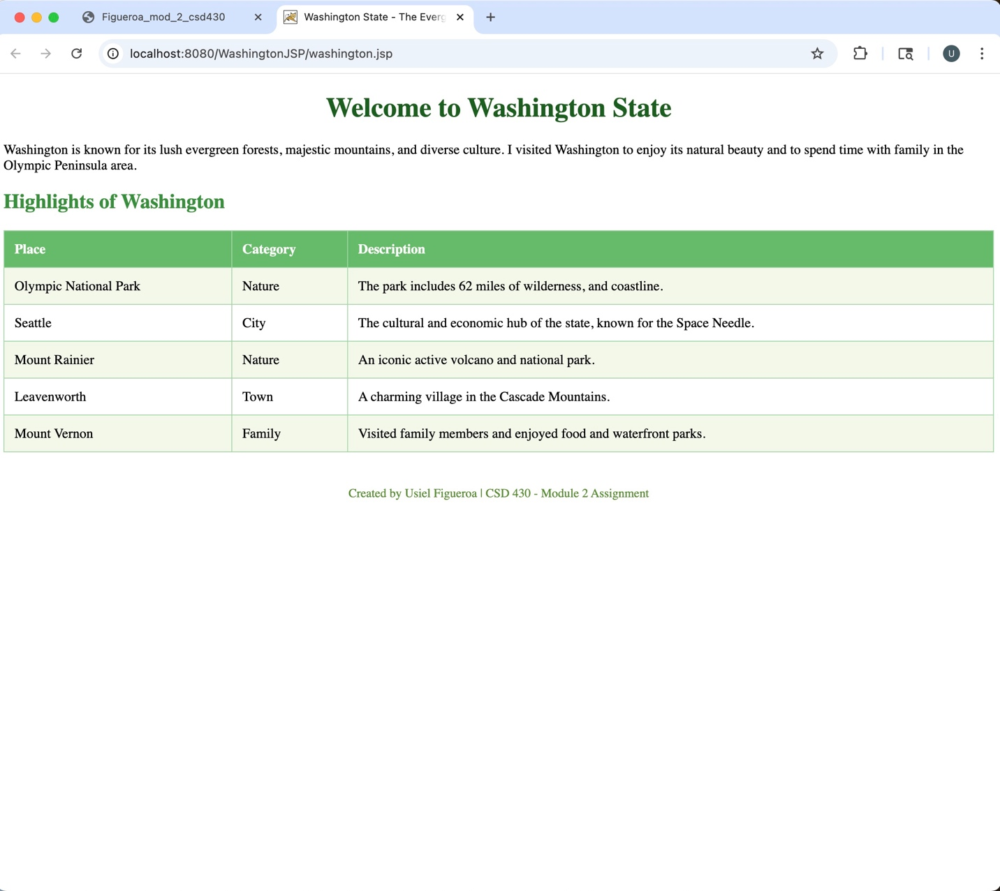 Figueroa_mod_2_csd430
Washington State - The Everg
localhost:8080/WashingtonJSP/washington.jsp
U
Welcome to Washington State
Washington is known for its lush evergreen forests, majestic mountains, and diverse culture. I visited Washington to enjoy its natural beauty and to spend time with family in the
Olympic Peninsula area.
Highlights of Washington
Place Category Description
Olympic National Park Nature The park includes 62 miles of wilderness, and coastline.
Seattle City The cultural and economic hub of the state, known for the Space Needle.
Mount Rainier Nature An iconic active volcano and national park.
Leavenworth Town A charming village in the Cascade Mountains.
Mount Vernon Family Visited family members and enjoyed food and waterfront parks.
Created by Usiel Figueroa | CSD 430 - Module 2 Assignment